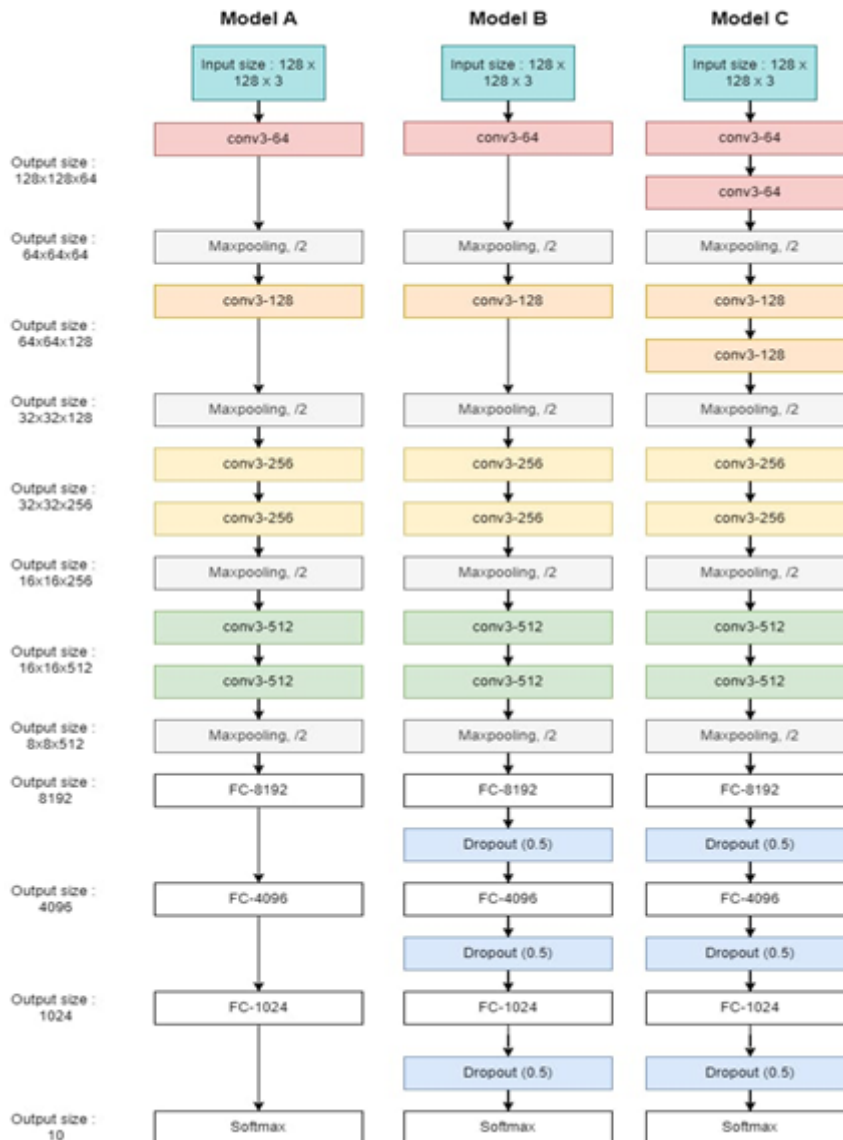 Model A
Model B
Model C
Input size : 128 x
128 x 3
Input size : 128 x
128 x 3
Input size : 128 x
128 x 3
conv3-64
conv3-64
conv3-64
Output size :
128x128x64
conv3-64
Output size :
64x64x64
Maxpooling, /2
Maxpooling, /2
Maxpooling, /2
conv3-128
conv3-128
conv3-128
Output size :
64x64x128
conv3-128
Output size :
32x32x128
Maxpooling, /2
Maxpooling, /2
Maxpooling, /2
conv3-256
conv3-256
conv3-256
Output size :
32x32x256
conv3-256
conv3-256
conv3-256
Output size :
16x16x256
Maxpooling, /2
Maxpooling, /2
Maxpooling, /2
conv3-512
conv3-512
conv3-512
Output size :
16x16x512
conv3-512
conv3-512
conv3-512
Output size :
8x8x512
Maxpooling, /2
Maxpooling, /2
Maxpooling, /2
Output size :
8192
FC-8192
FC-8192
FC-8192
Dropout (0.5)
Dropout (0.5)
Output size :
4096
FC-4096
FC-4096
FC-4096
Dropout (0.5)
Dropout (0.5)
Output size :
1024
FC-1024
FC-1024
FC-1024
Dropout (0.5)
Dropout (0.5)
Output size :
10
Softmax
Softmax
Softmax